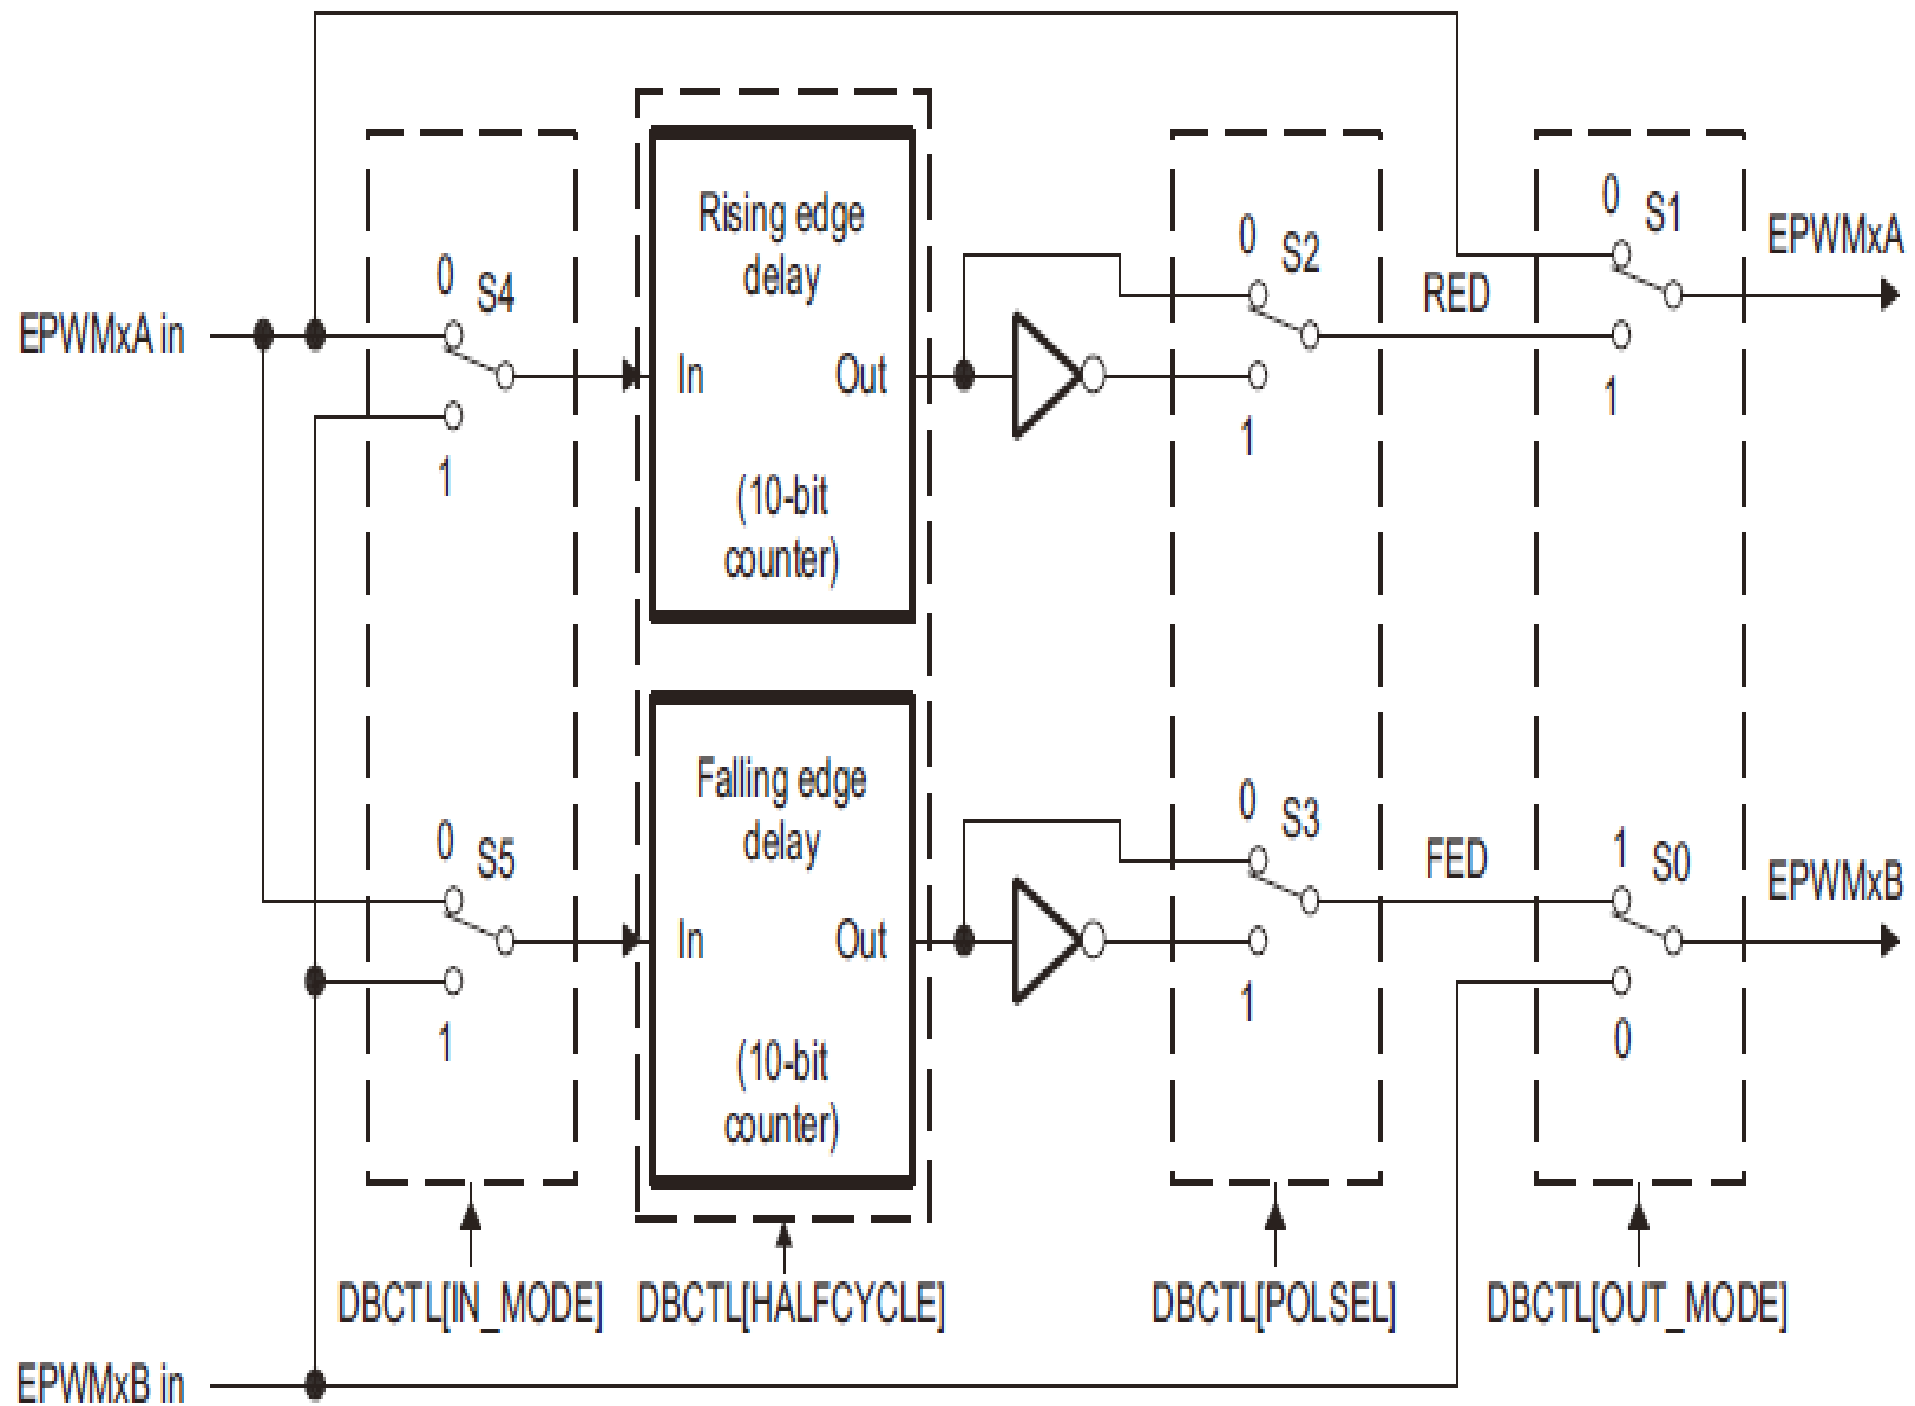 0 S1
EPWMxA
Rising edge
delay
0 S2
RED
0 S4
EPWMxA in
In
Out
1
1
1
(10-bit
counter)
Falling edge
delay
0 S3
FED
1 S0
EPWMxB
0 S5
In
Out
1
1
0
(10-bit
counter)
DBCTL[IN_MODE]
DBCTL[HALFCYCLE]
DBCTL[POLSEL]
DBCTL[OUT_MODE]
EPWMxB in